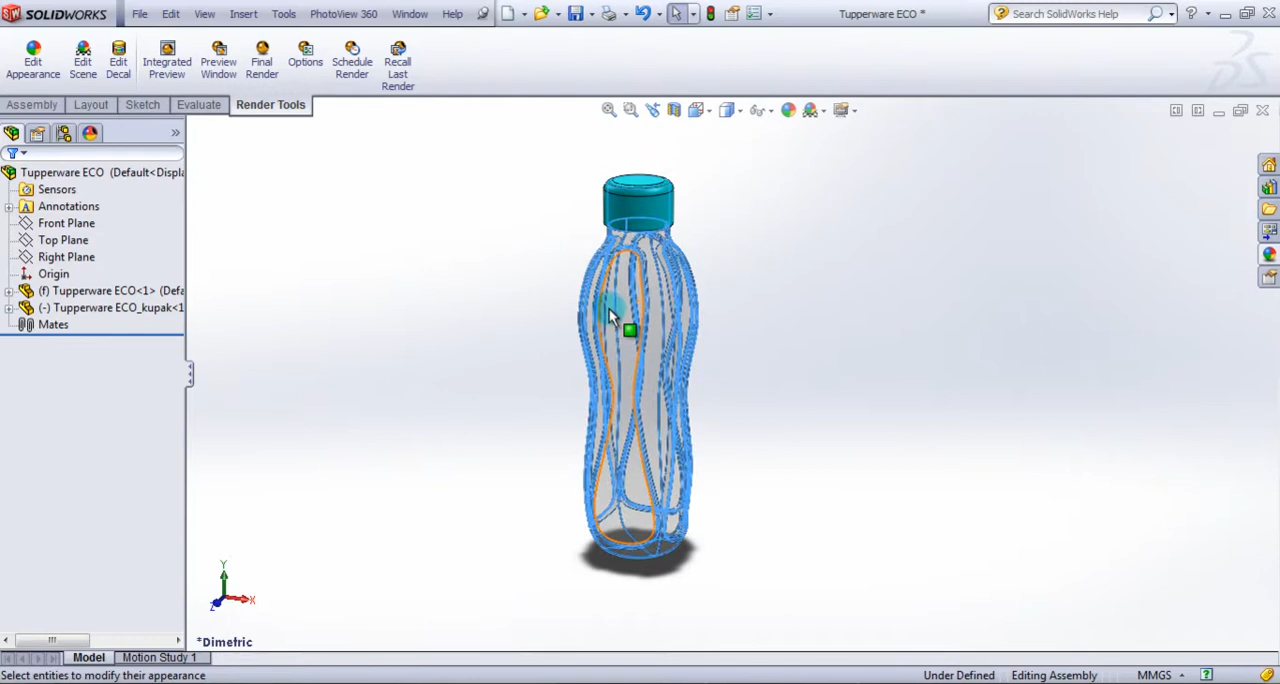 SW SOLIDWORKS File Edit View Insert Tools PhotoView 360 Window Help Tupperware ECO * Search SolidWorks Help ?
Edit Appearance
Edit Scene
Edit Decal
Integrated Preview
Preview Window
Final Render
Options
Schedule Render
Recall Last Render
Assembly Layout Sketch Evaluate Render Tools
Tupperware ECO (Default<Displa
Sensors
A Annotations
Front Plane
Top Plane
Right Plane
Origin
(f) Tupperware ECO<1> (Defa
(-) Tupperware ECO_kupak<1
Mates
Y
X
Z
*Dimetric
Model Motion Study 1
Select entities to modify their appearance Under Defined Editing Assembly MMGS ?